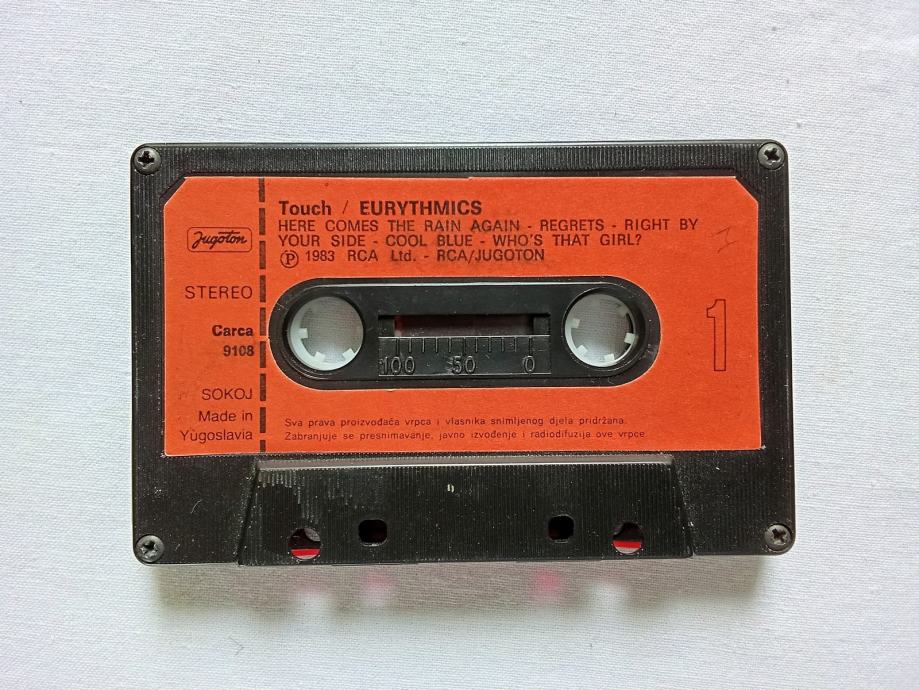 Touch / EURYTHMICS
HERE COMES THE RAIN AGAIN - REGRETS - RIGHT BY
YOUR SIDE - COOL BLUE - WHO'S THAT GIRL?
Ⓟ 1983 RCA Ltd. - RCA/JUGOTON
Jugoton
STEREO
Carca
9108
SOKOJ
Made in
Yugoslavia
100 50 0
1
Sva prava proizvođača vrpca i vlasnika snimljenog djela pridržana.
Zabranjuje se presnimavanje, javno izvođenje i radiodifuzija ove vrpce